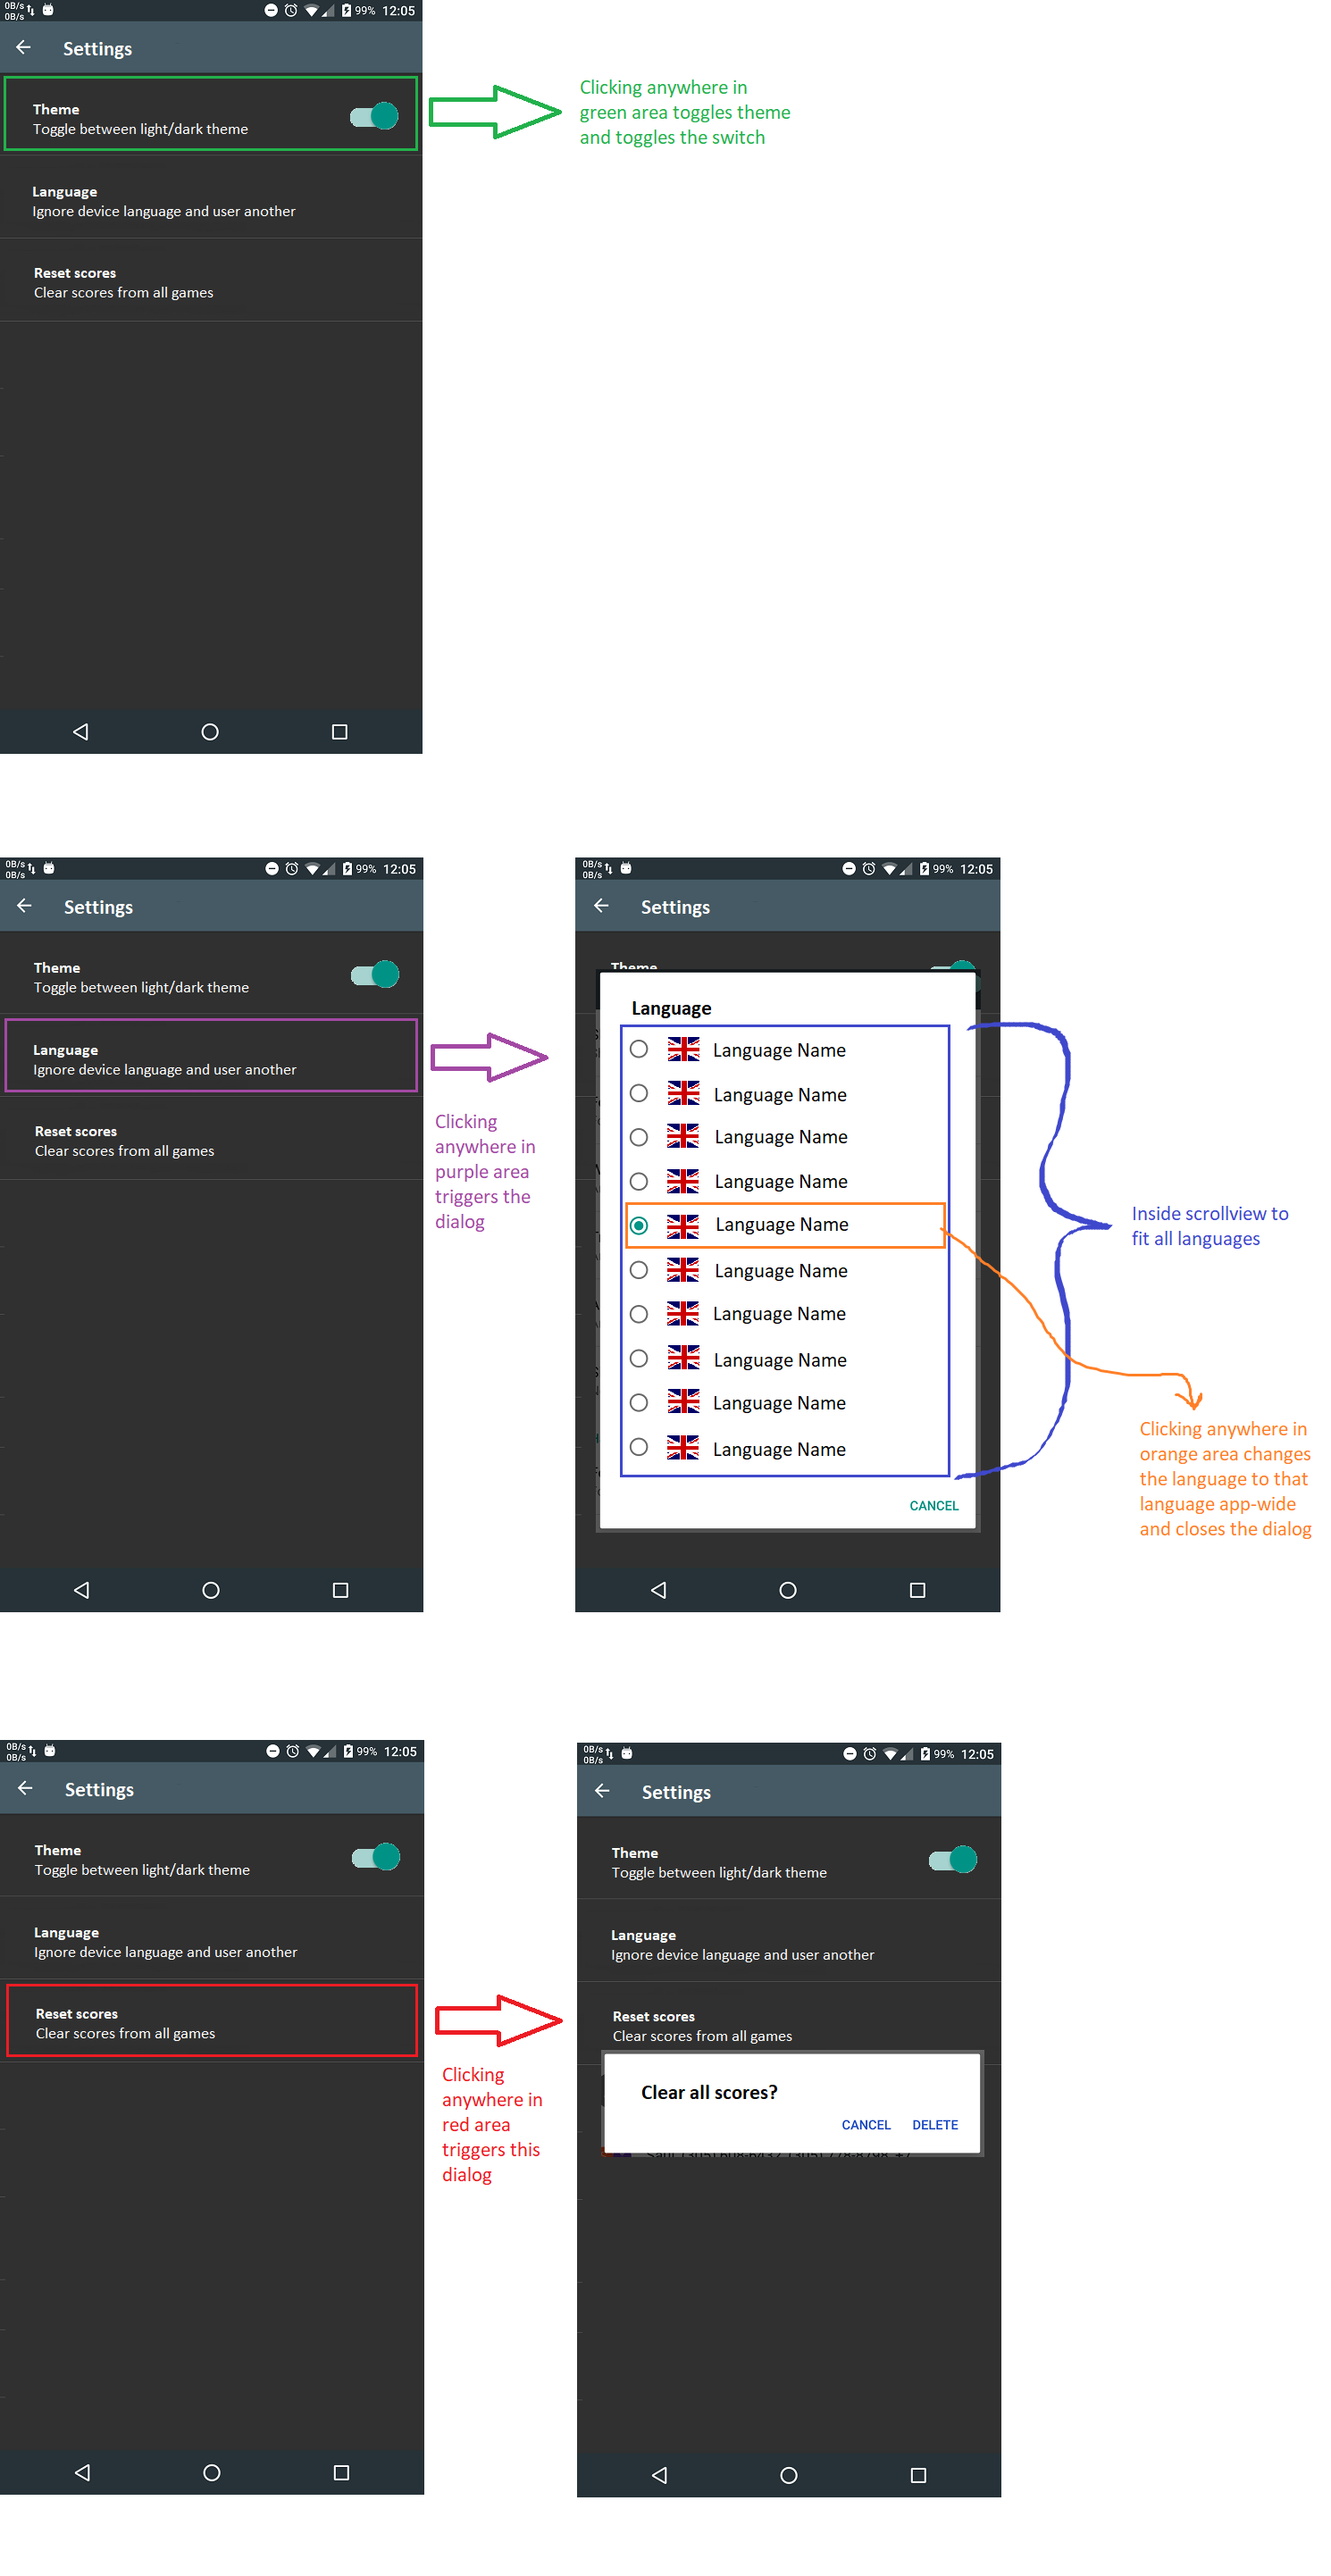 0B/s
0B/s
99% 12:05
Settings
Theme
Toggle between light/dark theme
Language
Ignore device language and user another
Reset scores
Clear scores from all games
Clicking anywhere in
green area toggles theme
and toggles the switch
0B/s
0B/s
99% 12:05
Settings
Theme
Toggle between light/dark theme
Language
Ignore device language and user another
Reset scores
Clear scores from all games
Clicking
anywhere in
purple area
triggers the
dialog
0B/s
0B/s
99% 12:05
Settings
Theme
Language
Language Name
Language Name
Language Name
Language Name
Language Name
Language Name
Language Name
Language Name
Language Name
Language Name
CANCEL
Inside scrollview to
fit all languages
Clicking anywhere in
orange area changes
the language to that
language app-wide
and closes the dialog
0B/s
0B/s
99% 12:05
Settings
Theme
Toggle between light/dark theme
Language
Ignore device language and user another
Reset scores
Clear scores from all games
Clicking
anywhere in
red area
triggers this
dialog
0B/s
0B/s
99% 12:05
Settings
Theme
Toggle between light/dark theme
Language
Ignore device language and user another
Reset scores
Clear scores from all games
Clear all scores?
CANCEL DELETE